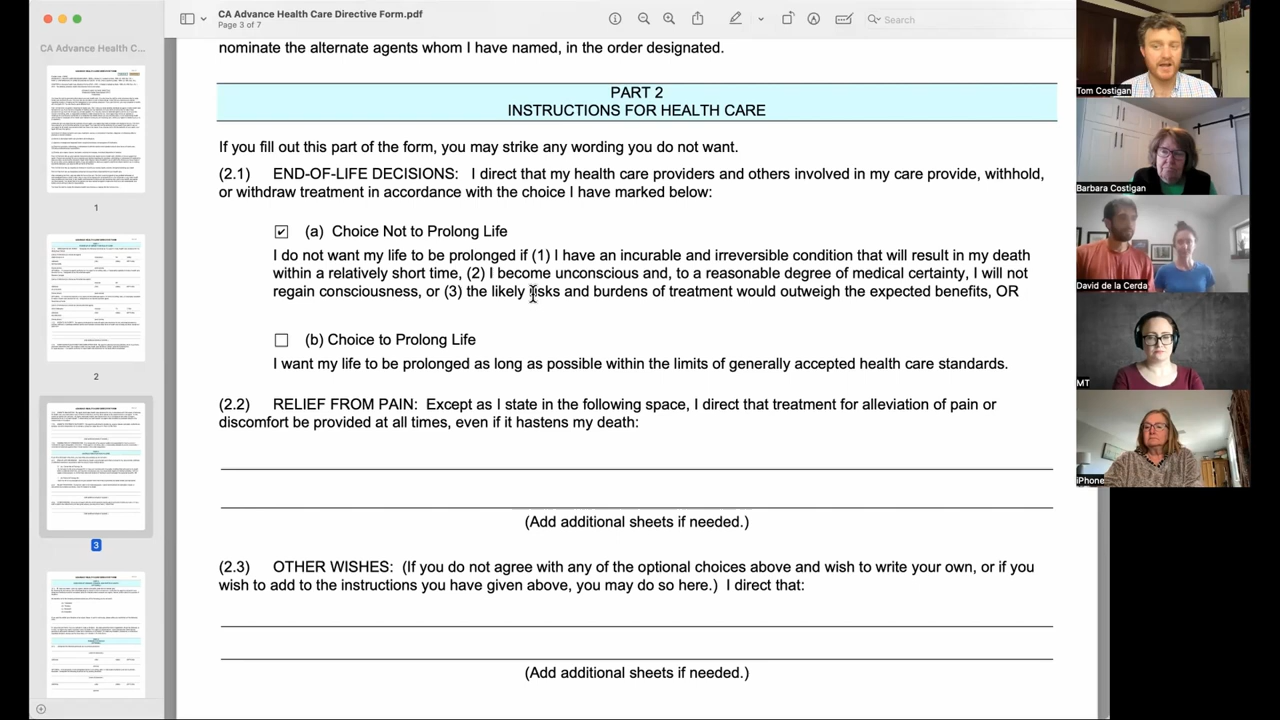 CA Advance Health Care Directive Form.pdf
Page 3 of 7
Search
CA Advance Health C...
1
2
3
nominate the alternate agents whom I have named, in the order designated.
PART 2
INSTRUCTIONS FOR HEALTH CARE
If you fill out this part of the form, you may strike any wording you do not want.
(2.1) END-OF-LIFE DECISIONS: I direct that my health care providers and others involved in my care provide, withhold,
or withdraw treatment in accordance with the choice I have marked below:
(a) Choice Not to Prolong Life
I do not want my life to be prolonged if (1) I have an incurable and irreversible condition that will result in my death
within a relatively short time, (2) I become unconscious and, to a reasonable degree of medical certainty, I will not
regain consciousness, or (3) the likely risks and burdens of treatment would outweigh the expected benefits, OR
(b) Choice to Prolong Life
I want my life to be prolonged as long as possible within the limits of generally accepted health care standards.
(2.2) RELIEF FROM PAIN: Except as I state in the following space, I direct that treatment for alleviation of pain or
discomfort be provided at all times, even if it hastens my death:
(Add additional sheets if needed.)
(2.3) OTHER WISHES: (If you do not agree with any of the optional choices above and wish to write your own, or if you
wish to add to the instructions you have given above, you may do so here.) I direct that:
(Add additional sheets if needed.)
Tom Costigan
Barbara Costigan
David de la Cerda
MT
iPhone